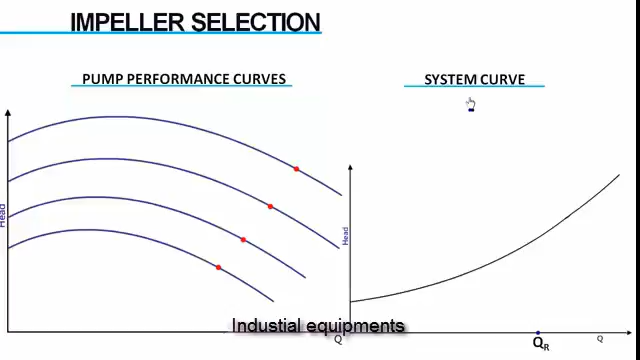 IMPELLER SELECTION
PUMP PERFORMANCE CURVES
SYSTEM CURVE
Head
Head
Industial equipments
Q
QR
Q